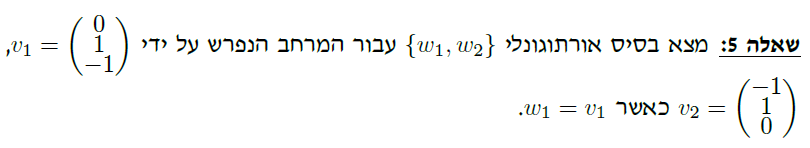 שאלה 5: מצא בסיס אורתוגונלי {w₁, w₂} עבור המרחב הנפרש על ידי v₁ = (0 1 −1),
v₂ = (−1 1 0) כאשר w₁ = v₁.